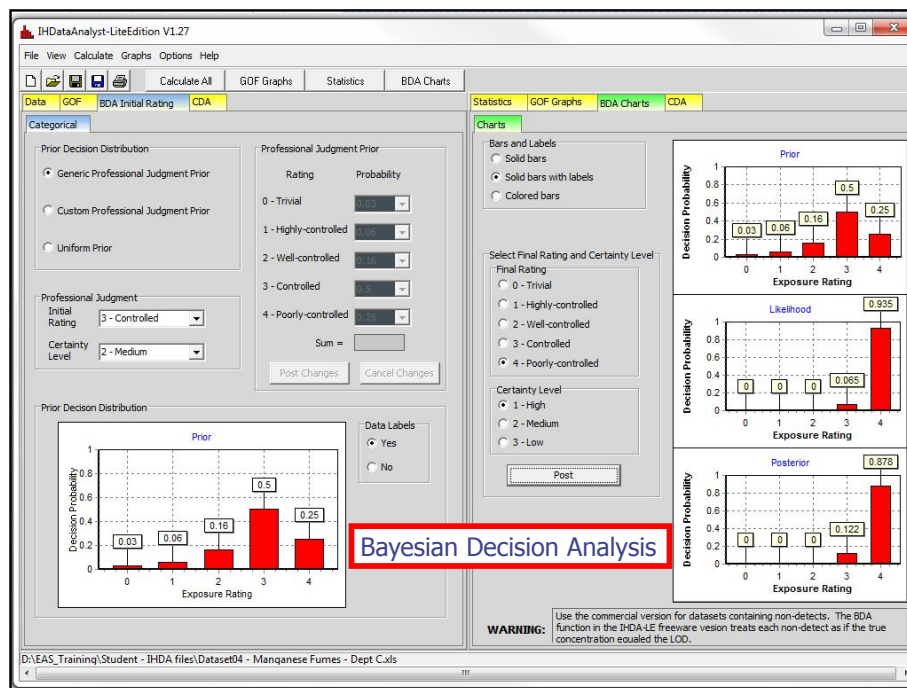 IHDataAnalyst-LiteEdition V1.27
File View Calculate Graphs Options Help
Calculate All GOF Graphs Statistics BDA Charts
Data GOF BDA Initial Rating CDA
Categorical
Prior Decision Distribution
Generic Professional Judgment Prior
Custom Professional Judgment Prior
Uniform Prior
Professional Judgment
Initial Rating 3 - Controlled
Certainty Level 2 - Medium
Professional Judgment Prior
Rating Probability
0 - Trivial 0.03
1 - Highly-controlled 0.06
2 - Well-controlled 0.16
3 - Controlled 0.5
4 - Poorly-controlled 0.25
Sum =
Post Changes Cancel Changes
Prior Decison Distribution
Prior
Decision Probability
1
0.8
0.6
0.4
0.2
0
0.03 0.06 0.16 0.5 0.25
0 1 2 3 4
Exposure Rating
Data Labels
Yes
No
Bayesian Decision Analysis
Statistics GOF Graphs BDA Charts CDA
Charts
Bars and Labels
Solid bars
Solid bars with labels
Colored bars
Select Final Rating and Certainty Level
Final Rating
0 - Trivial
1 - Highly-controlled
2 - Well-controlled
3 - Controlled
4 - Poorly-controlled
Certainty Level
1 - High
2 - Medium
3 - Low
Post
Prior
Decision Probability
1
0.8
0.6
0.4
0.2
0
0.03 0.06 0.16 0.5 0.25
0 1 2 3 4
Exposure Rating
Likelihood
Decision Probability
1
0.8
0.6
0.4
0.2
0
0 0 0 0.065 0.935
0 1 2 3 4
Exposure Rating
Posterior
Decision Probability
1
0.8
0.6
0.4
0.2
0
0 0 0 0.122 0.878
0 1 2 3 4
Exposure Rating
WARNING:
Use the commercial version for datasets containing non-detects. The BDA
function in the IHDA-LE freeware vesion treats each non-detect as if the true
concentration equaled the LOD.
D:\EAS_Training\Student - IHDA files\Dataset04 - Manganese Fumes - Dept C.xls